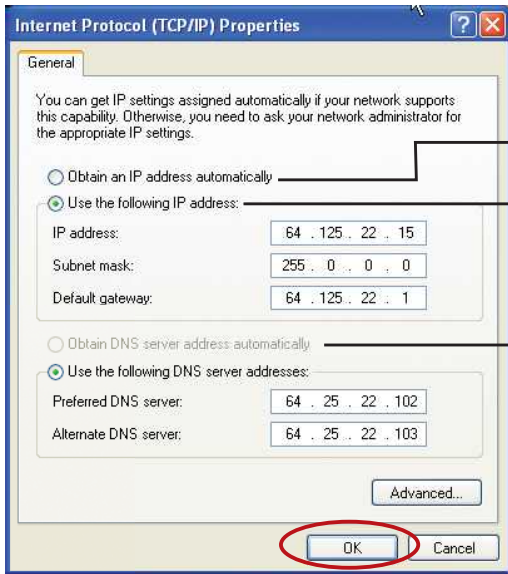 Internet Protocol (TCP/IP) Properties
General
You can get IP settings assigned automatically if your network supports
this capability. Otherwise, you need to ask your network administrator for
the appropriate IP settings.
Obtain an IP address automatically
Use the following IP address:
IP address: 64 . 125 . 22 . 15
Subnet mask: 255 . 0 . 0 . 0
Default gateway: 64 . 125 . 22 . 1
Obtain DNS server address automatically
Use the following DNS server addresses:
Preferred DNS server: 64 . 25 . 22 . 102
Alternate DNS server: 64 . 25 . 22 . 103
Advanced...
OK Cancel